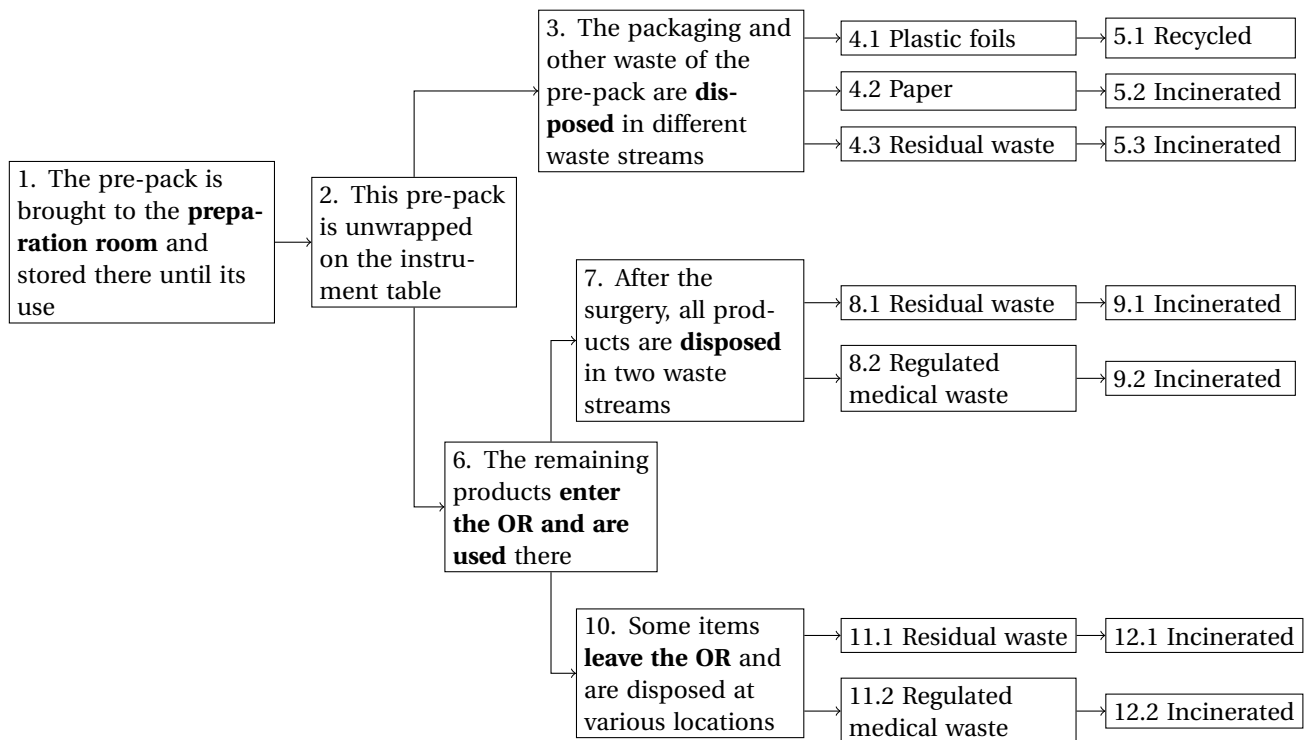 1. The pre-pack is
brought to the prepa-
ration room and
stored there until its
use
2. This pre-pack
is unwrapped
on the instru-
ment table
3. The packaging and
other waste of the
pre-pack are dis-
posed in different
waste streams
4.1 Plastic foils
5.1 Recycled
4.2 Paper
5.2 Incinerated
4.3 Residual waste
5.3 Incinerated
6. The remaining
products enter
the OR and are
used there
7. After the
surgery, all prod-
ucts are disposed
in two waste
streams
8.1 Residual waste
9.1 Incinerated
8.2 Regulated
medical waste
9.2 Incinerated
10. Some items
leave the OR and
are disposed at
various locations
11.1 Residual waste
12.1 Incinerated
11.2 Regulated
medical waste
12.2 Incinerated